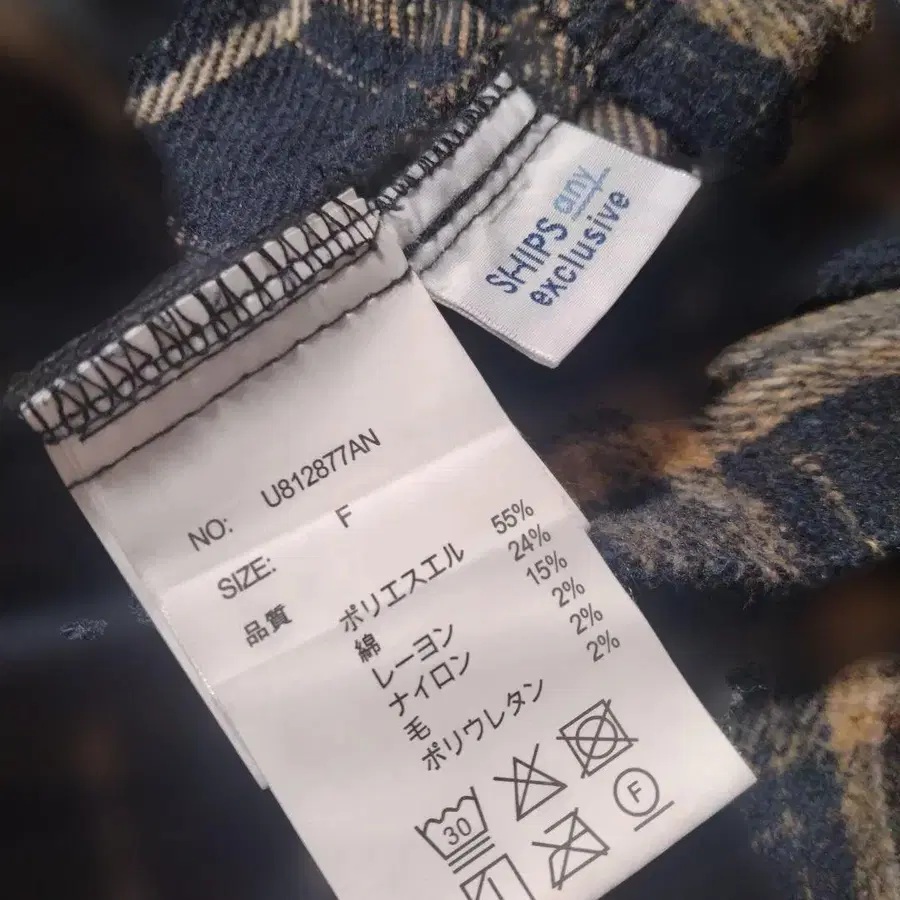 SHIPS any
exclusive
NO: U812877AN
SIZE: F
品質 ポリエステル 55%
綿 24%
レーヨン 15%
ナイロン 2%
毛 2%
ポリウレタン 2%
30
F